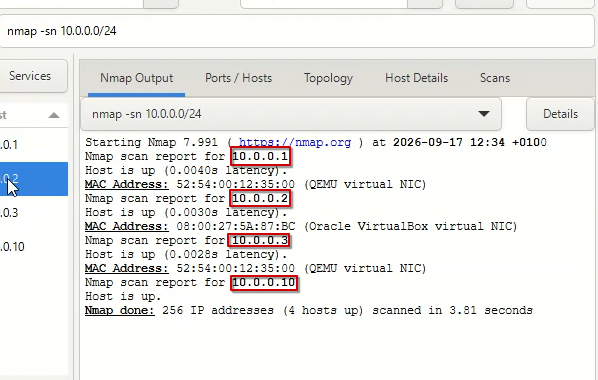 nmap -sn 10.0.0.0/24
Services
Nmap Output
Ports / Hosts
Topology
Host Details
Scans
st
.0.1
.0.2
.0.3
.0.10
nmap -sn 10.0.0.0/24
Details
Starting Nmap 7.991 ( https://nmap.org ) at 2026-09-17 12:34 +0100
Nmap scan report for 10.0.0.1
Host is up (0.0040s latency).
MAC Address: 52:54:00:12:35:00 (QEMU virtual NIC)
Nmap scan report for 10.0.0.2
Host is up (0.0030s latency).
MAC Address: 08:00:27:5A:87:BC (Oracle VirtualBox virtual NIC)
Nmap scan report for 10.0.0.3
Host is up (0.0028s latency).
MAC Address: 52:54:00:12:35:00 (QEMU virtual NIC)
Nmap scan report for 10.0.0.10
Host is up.
Nmap done: 256 IP addresses (4 hosts up) scanned in 3.81 seconds